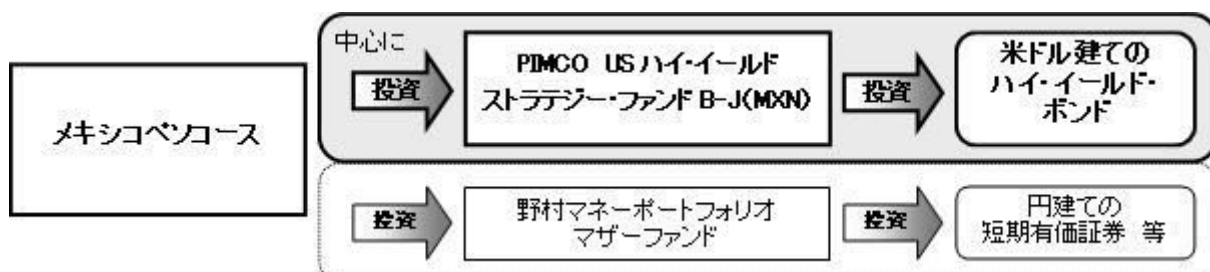 メキシコペソコース
中心に
投資
PIMCO USハイ・イールド
ストラテジー・ファンド B-J(MXN)
投資
米ドル建ての
ハイ・イールド・
ボンド
投資
野村マネーポートフォリオ
マザーファンド
投資
円建ての
短期有価証券 等